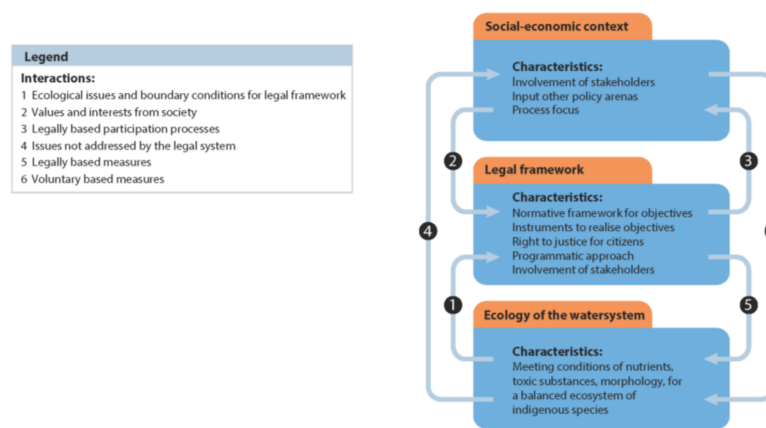 Legend
Interactions:
1 Ecological issues and boundary conditions for legal framework
2 Values and interests from society
3 Legally based participation processes
4 Issues not addressed by the legal system
5 Legally based measures
6 Voluntary based measures
Social-economic context
Characteristics:
Involvement of stakeholders
Input other policy arenas
Process focus
2
3
Legal framework
Characteristics:
Normative framework for objectives
Instruments to realise objectives
Right to justice for citizens
Programmatic approach
Involvement of stakeholders
4
1
5
Ecology of the watersystem
Characteristics:
Meeting conditions of nutrients,
toxic substances, morphology, for
a balanced ecosystem of
indigenous species